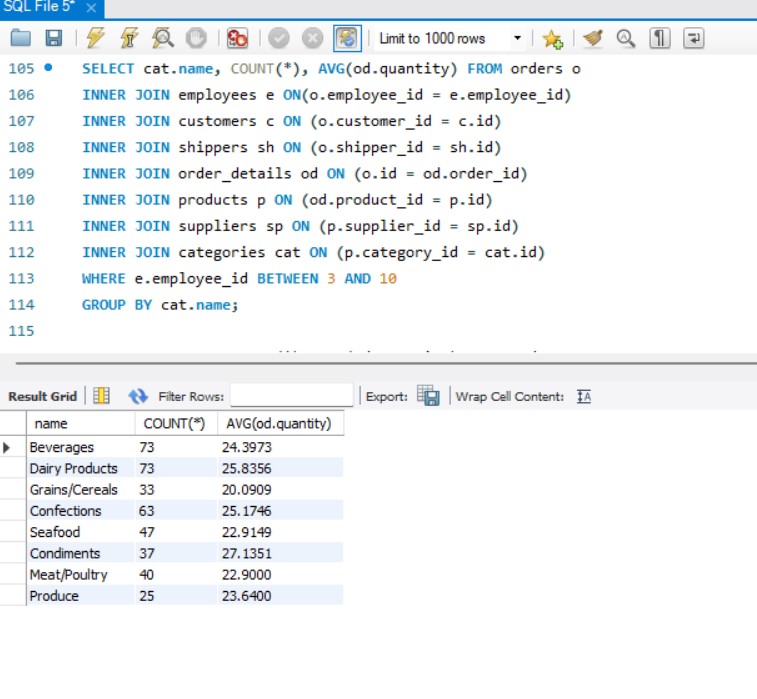 SQL File 5* ×
Limit to 1000 rows
105 SELECT cat.name, COUNT(*), AVG(od.quantity) FROM orders o
106 INNER JOIN employees e ON(o.employee_id = e.employee_id)
107 INNER JOIN customers c ON (o.customer_id = c.id)
108 INNER JOIN shippers sh ON (o.shipper_id = sh.id)
109 INNER JOIN order_details od ON (o.id = od.order_id)
110 INNER JOIN products p ON (od.product_id = p.id)
111 INNER JOIN suppliers sp ON (p.supplier_id = sp.id)
112 INNER JOIN categories cat ON (p.category_id = cat.id)
113 WHERE e.employee_id BETWEEN 3 AND 10
114 GROUP BY cat.name;
115
Result Grid Filter Rows: Export: Wrap Cell Content:
name COUNT(*) AVG(od.quantity)
Beverages 73 24.3973
Dairy Products 73 25.8356
Grains/Cereals 33 20.0909
Confections 63 25.1746
Seafood 47 22.9149
Condiments 37 27.1351
Meat/Poultry 40 22.9000
Produce 25 23.6400